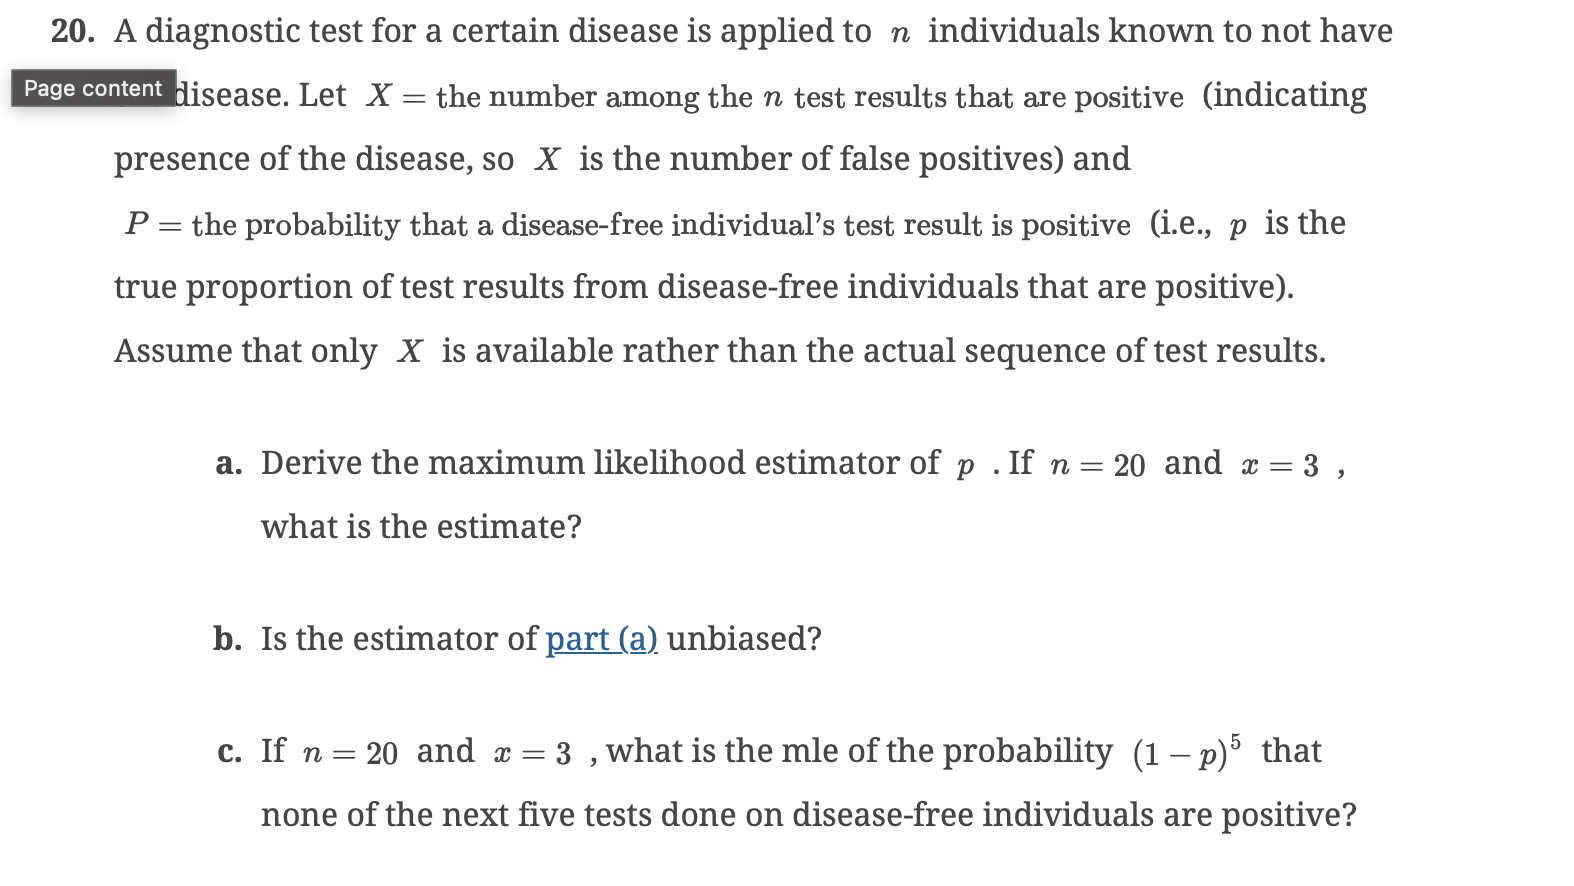 20. A diagnostic test for a certain disease is applied to n individuals known to not have
Page content disease. Let X = the number among the n test results that are positive (indicating
presence of the disease, so X is the number of false positives) and
P = the probability that a disease-free individual's test result is positive (i.e., p is the
true proportion of test results from disease-free individuals that are positive).
Assume that only X is available rather than the actual sequence of test results.
a. Derive the maximum likelihood estimator of p . If n = 20 and x = 3 ,
what is the estimate?
b. Is the estimator of part (a) unbiased?
c. If n = 20 and x = 3 , what is the mle of the probability (1 – p)⁵ that
none of the next five tests done on disease-free individuals are positive?